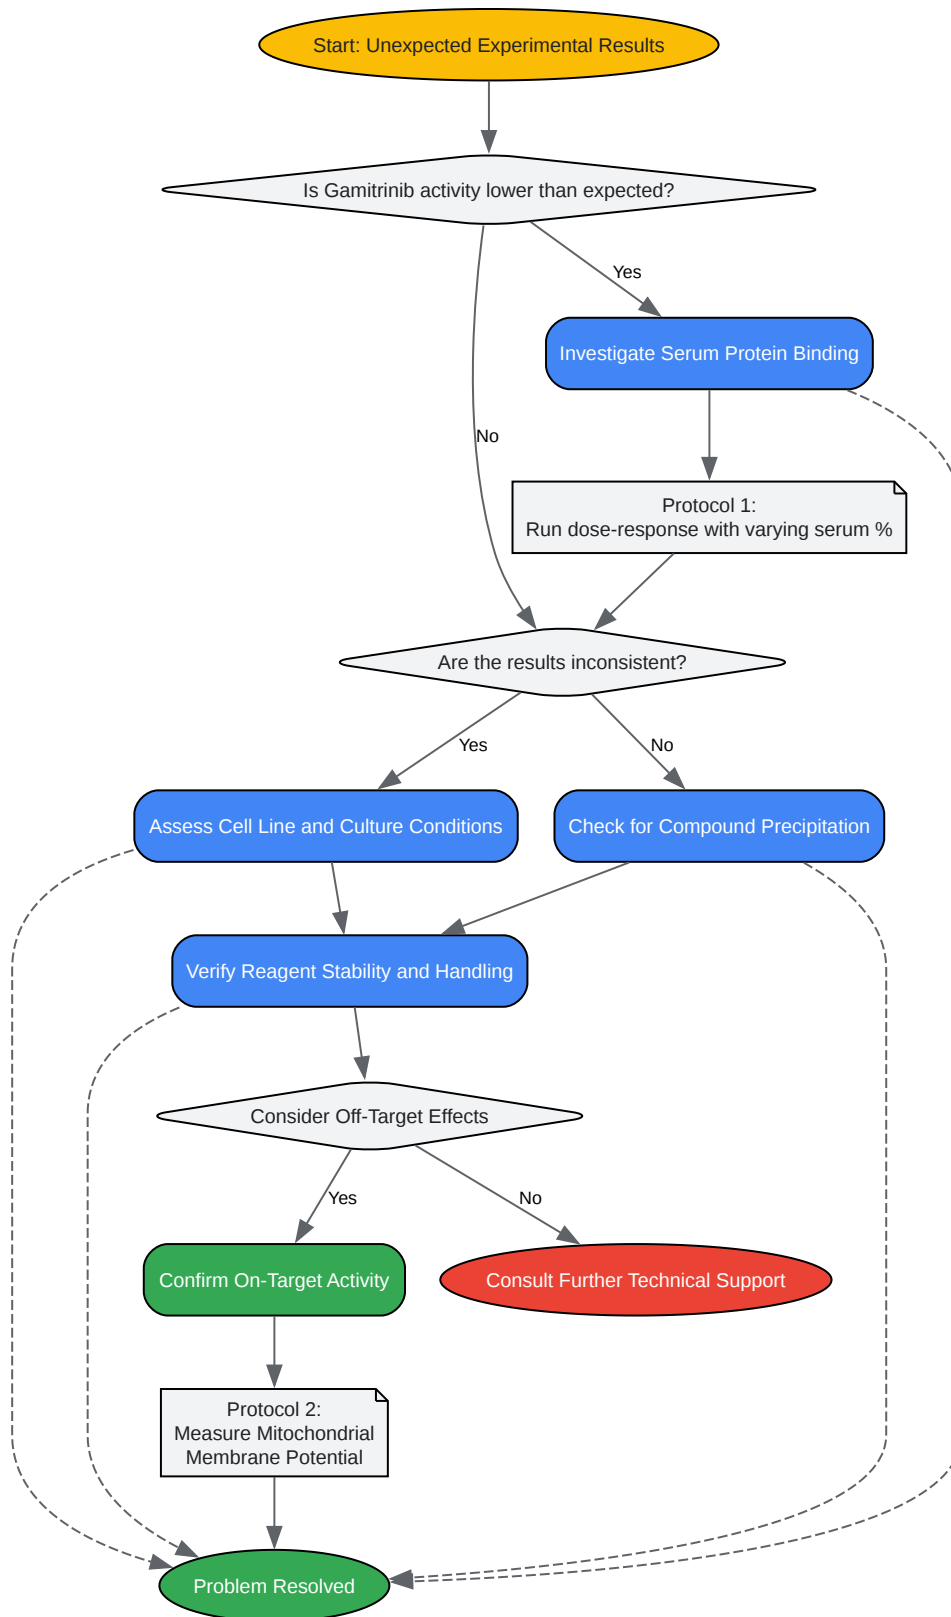 Start: Unexpected Experimental Results
Is Gamitrinib activity lower than expected?
Yes
Investigate Serum Protein Binding
No
Protocol 1:
Run dose-response with varying serum %
Are the results inconsistent?
Yes
No
Assess Cell Line and Culture Conditions
Check for Compound Precipitation
Verify Reagent Stability and Handling
Consider Off-Target Effects
Yes
No
Confirm On-Target Activity
Consult Further Technical Support
Protocol 2:
Measure Mitochondrial
Membrane Potential
Problem Resolved